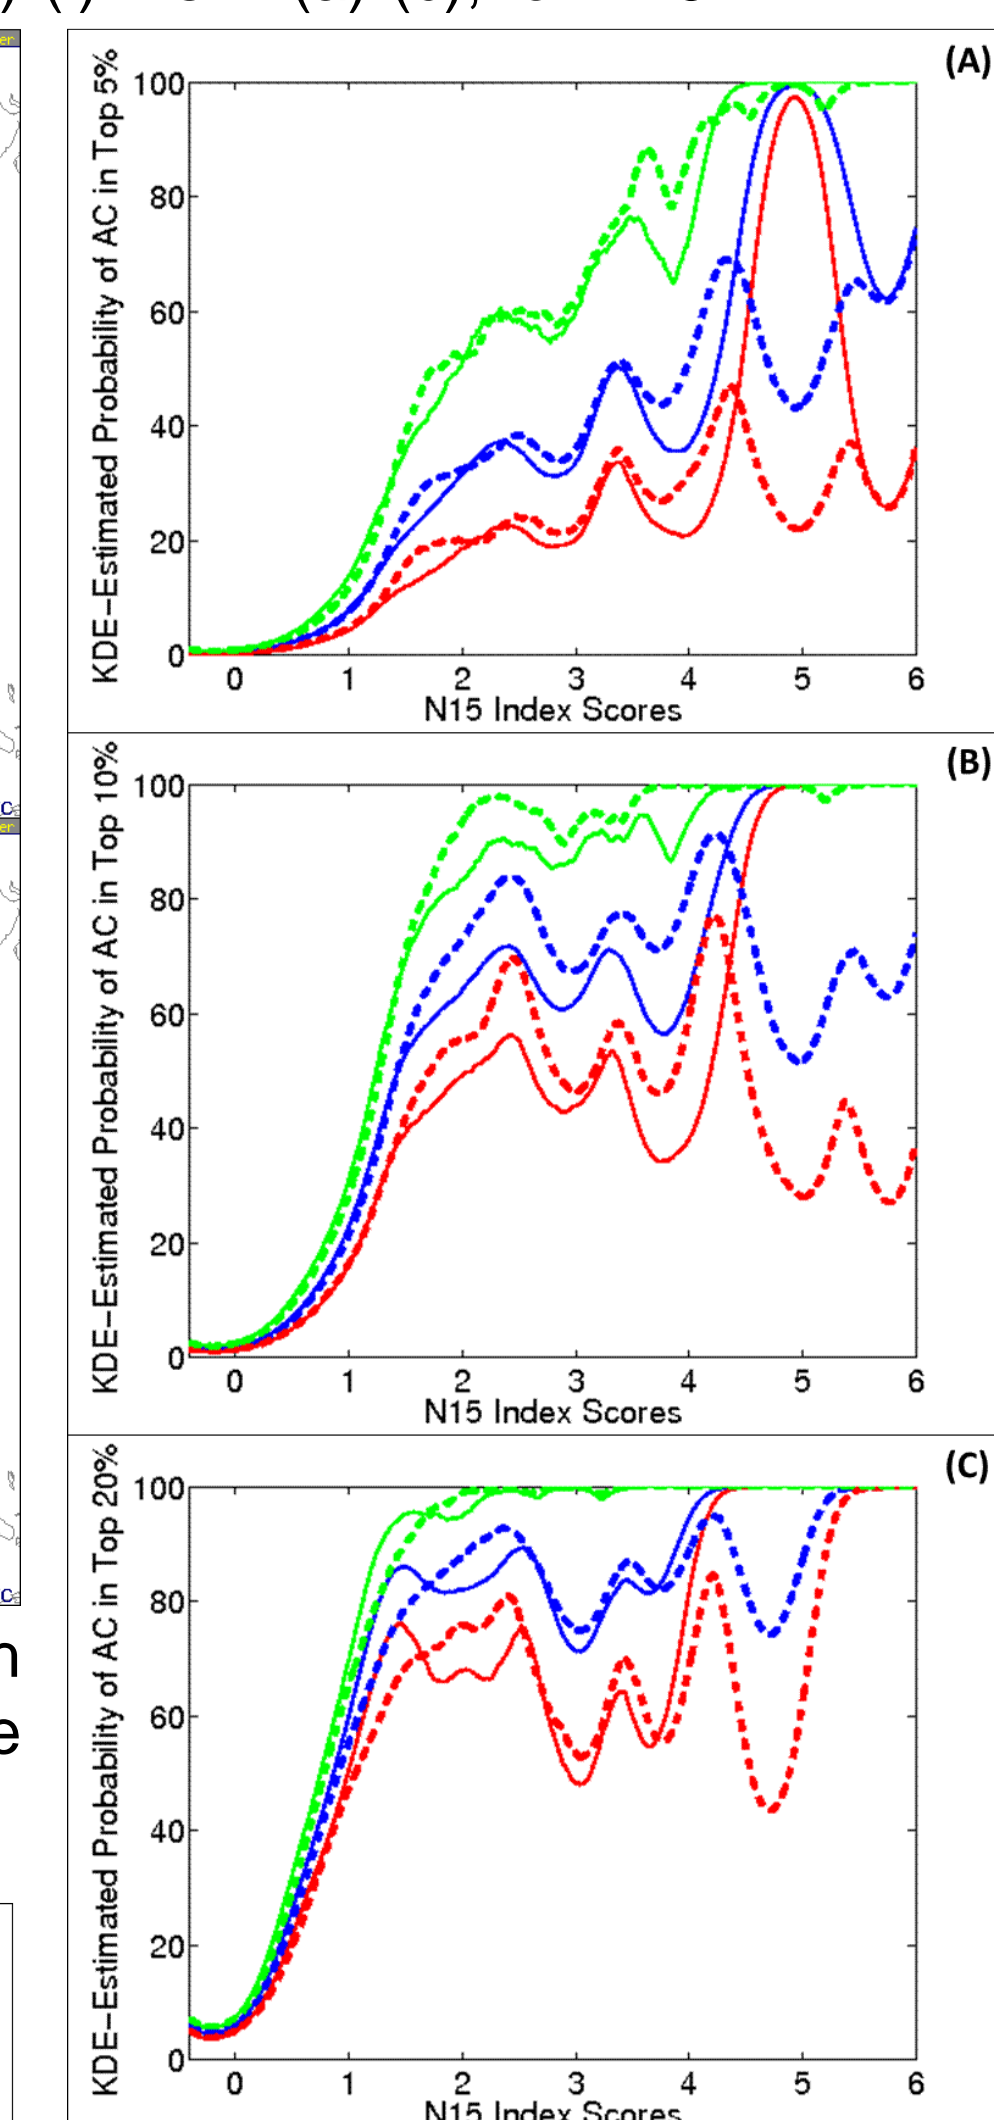 (A)
KDE-Estimated Probability of AC in Top 5%
100
80
60
40
20
0
0 1 2 3 4 5 6
N15 Index Scores
(B)
KDE-Estimated Probability of AC in Top 10%
100
80
60
40
20
0
0 1 2 3 4 5 6
N15 Index Scores
(C)
KDE-Estimated Probability of AC in Top 20%
100
80
60
40
20
0
0 1 2 3 4 5 6
N15 Index Scores